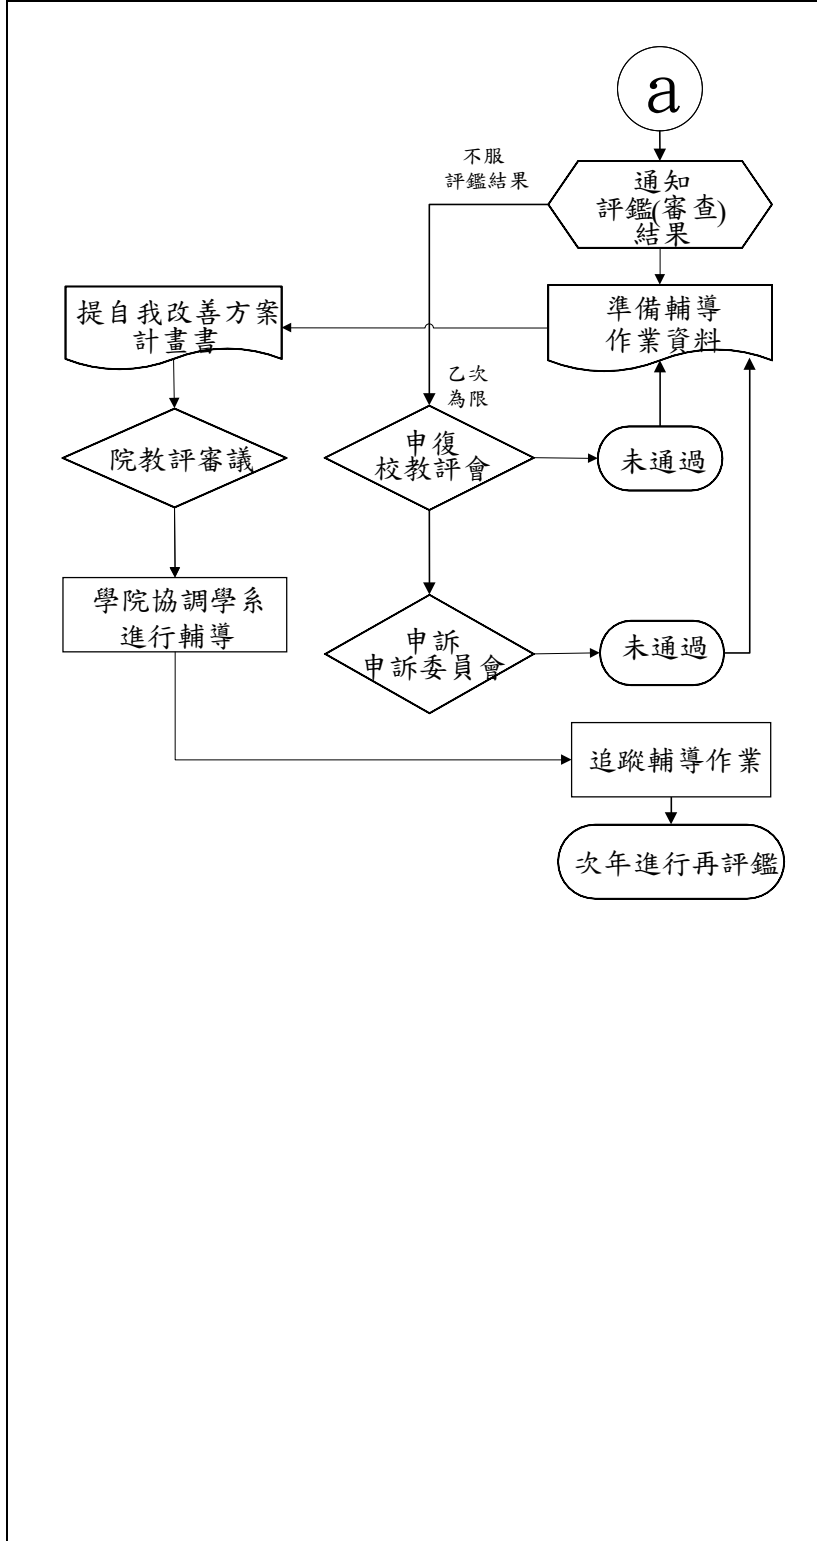 a
不服
評鑑結果
通知
評鑑(審查)
結果
提自我改善方案
計畫書
準備輔導
作業資料
乙次
為限
院教評審議
申復
校教評會
未通過
學院協調學系
進行輔導
申訴
申訴委員會
未通過
追蹤輔導作業
次年進行再評鑑